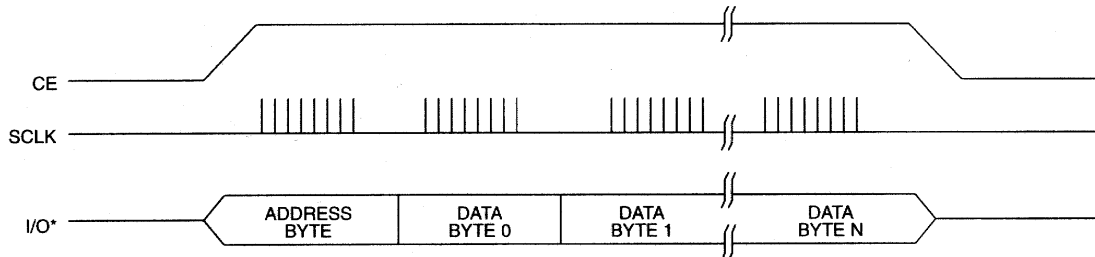 CE
SCLK
I/O*
ADDRESS
BYTE
DATA
BYTE 0
DATA
BYTE 1
DATA
BYTE N